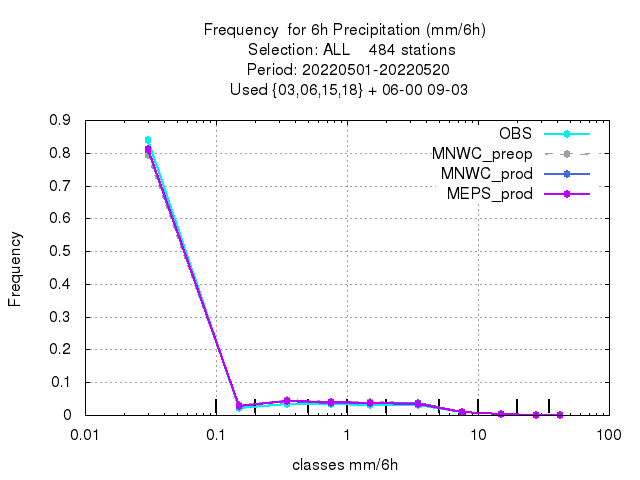 Frequency  for 6h Precipitation (mm/6h)
Selection: ALL    484 stations
Period: 20220501-20220520
Used {03,06,15,18} + 06-00 09-03
OBS
MNWC_preop
MNWC_prod
MEPS_prod
0.9
0.8
0.7
0.6
0.5
0.4
0.3
0.2
0.1
0
Frequency
0.01 0.1 1 10 100
classes mm/6h